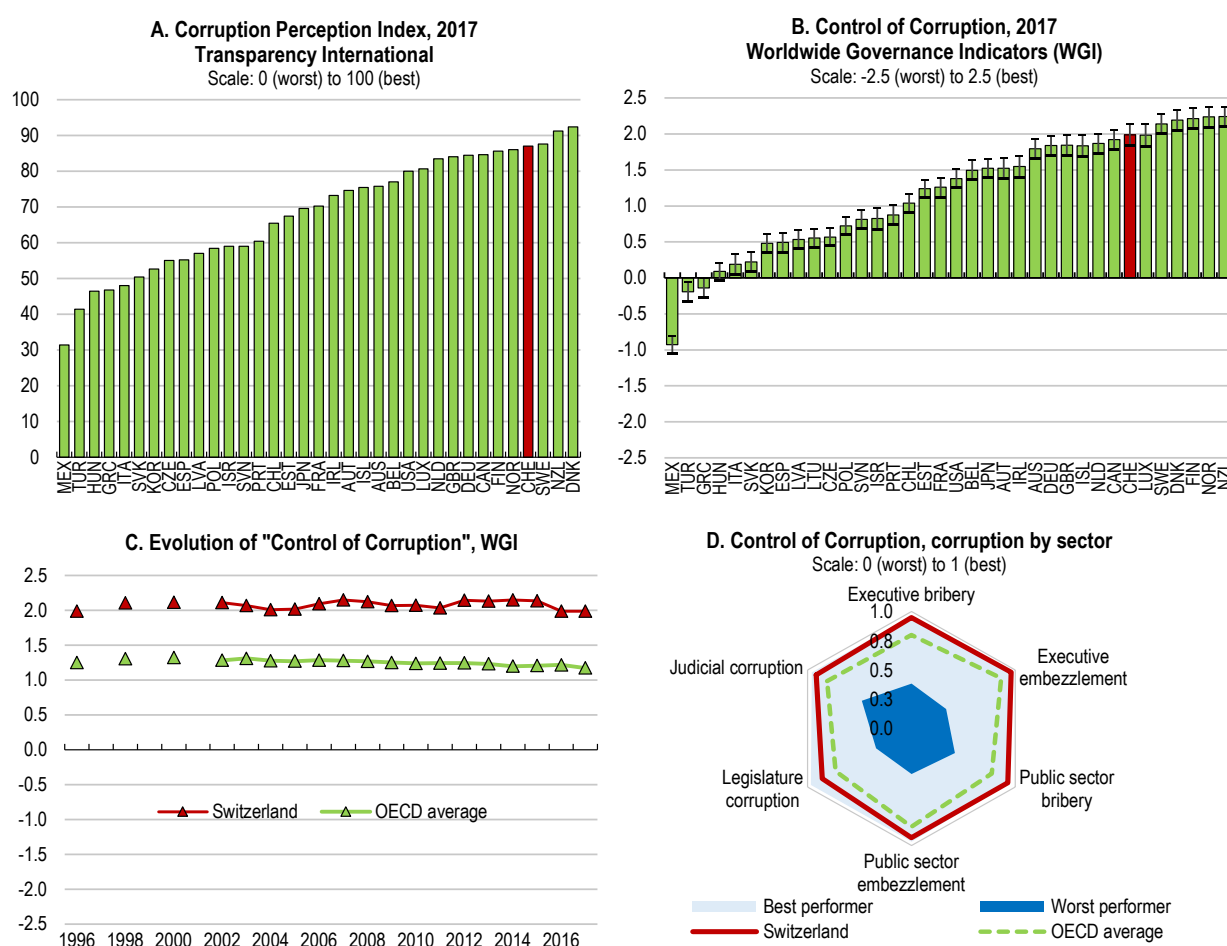 A. Corruption Perception Index, 2017
Transparency International
Scale: 0 (worst) to 100 (best)
100
90
80
70
60
50
40
30
20
10
0
MEX
TUR
HUN
GRC
ITA
SVK
KOR
CZE
ESP
LVA
POL
ISR
SVN
PRT
CHL
EST
JPN
FRA
IRL
AUT
ISL
AUS
BEL
USA
LUX
NLD
GBR
DEU
CAN
FIN
NOR
CHE
SWE
NZL
DNK
B. Control of Corruption, 2017
Worldwide Governance Indicators (WGI)
Scale: -2.5 (worst) to 2.5 (best)
2.5
2.0
1.5
1.0
0.5
0.0
-0.5
-1.0
-1.5
-2.0
-2.5
MEX
TUR
GRC
HUN
ITA
SVK
KOR
ESP
LVA
LTU
CZE
POL
SVN
ISR
PRT
CHL
EST
FRA
USA
BEL
JPN
AUT
IRL
AUS
DEU
GBR
ISL
NLD
CAN
CHE
LUX
SWE
DNK
FIN
NOR
NZL
C. Evolution of "Control of Corruption", WGI
2.5
2.0
1.5
1.0
0.5
0.0
-0.5
-1.0
-1.5
-2.0
-2.5
Switzerland
OECD average
1996 1998 2000 2002 2004 2006 2008 2010 2012 2014 2016
D. Control of Corruption, corruption by sector
Scale: 0 (worst) to 1 (best)
Executive bribery
1.0
0.8
0.5
0.3
0.0
Executive
embezzlement
Public sector
bribery
Public sector
embezzlement
Legislature
corruption
Judicial corruption
Best performer
Worst performer
Switzerland
OECD average